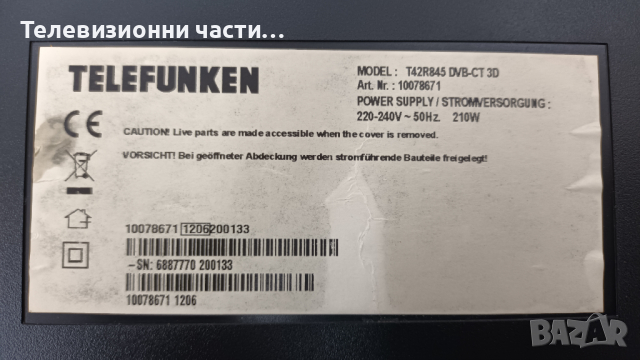 Телевизионни части…
TELEFUNKEN
MODEL : T42R845 DVB-CT 3D
Art. Nr. : 10078671
POWER SUPPLY / STROMVERSORGUNG :
220-240V ~ 50Hz. 210W
CE
CAUTION! Live parts are made accessible when the cover is removed.
VORSICHT! Bei geöffneter Abdeckung werden stromführende Bauteile freigelegt!
10078671 1206 200133
-SN: 6887770 200133
10078671 1206
BAZAR